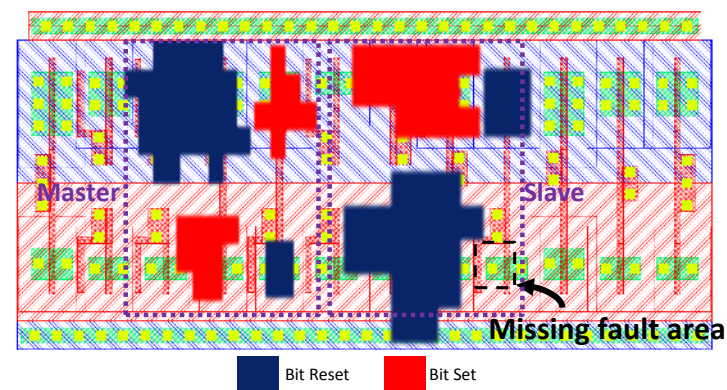 Master
Slave
Missing fault area
Bit Reset
Bit Set